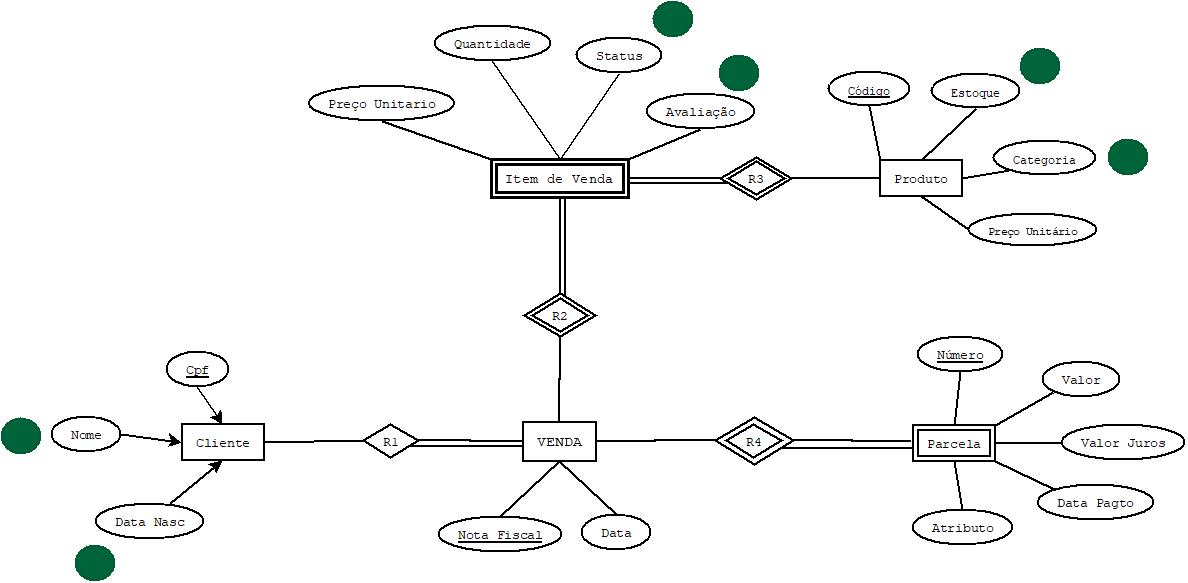 Quantidade
Status
Preço Unitario
Avaliação
Código
Estoque
Categoria
Item de Venda
R3
Produto
Preço Unitário
R2
Cpf
Número
Valor
Nome
Cliente
R1
VENDA
R4
Parcela
Valor Juros
Data Pagto
Data Nasc
Nota Fiscal
Data
Atributo